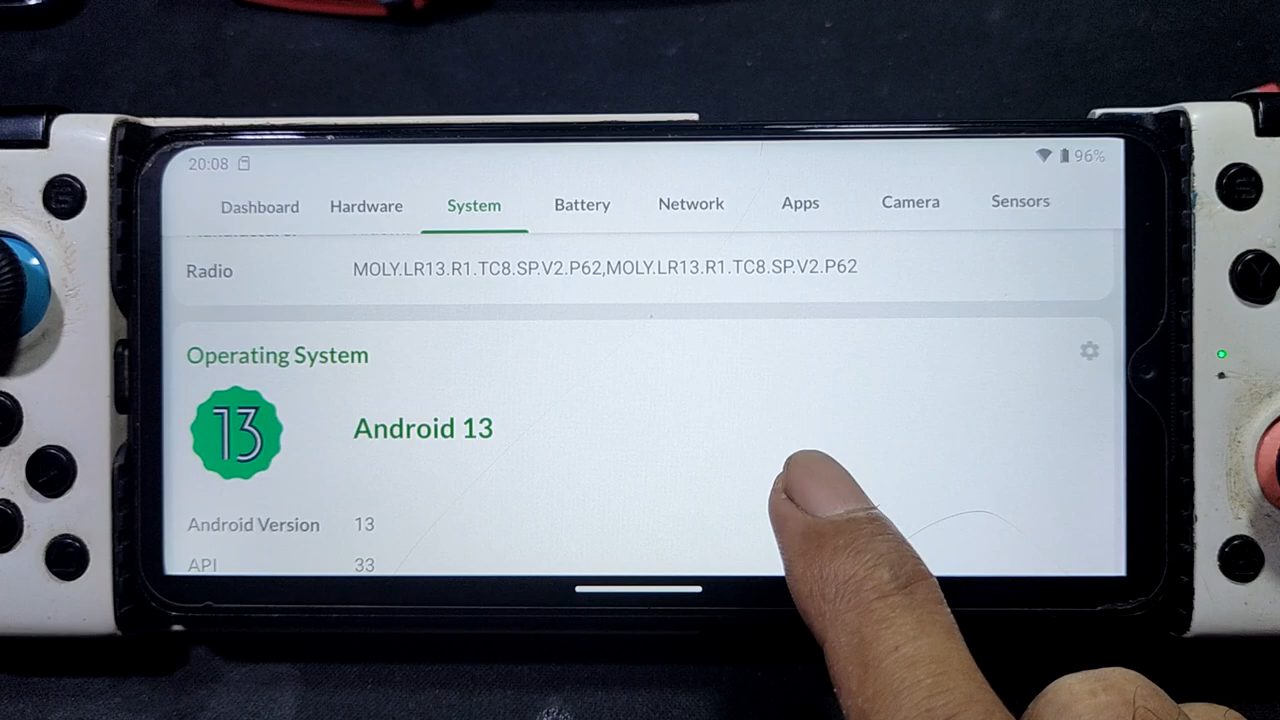 20:08 96%
Dashboard Hardware System Battery Network Apps Camera Sensors
Radio MOLY.LR13.R1.TC8.SP.V2.P62,MOLY.LR13.R1.TC8.SP.V2.P62
Operating System
13 Android 13
Android Version 13
API 33
Y